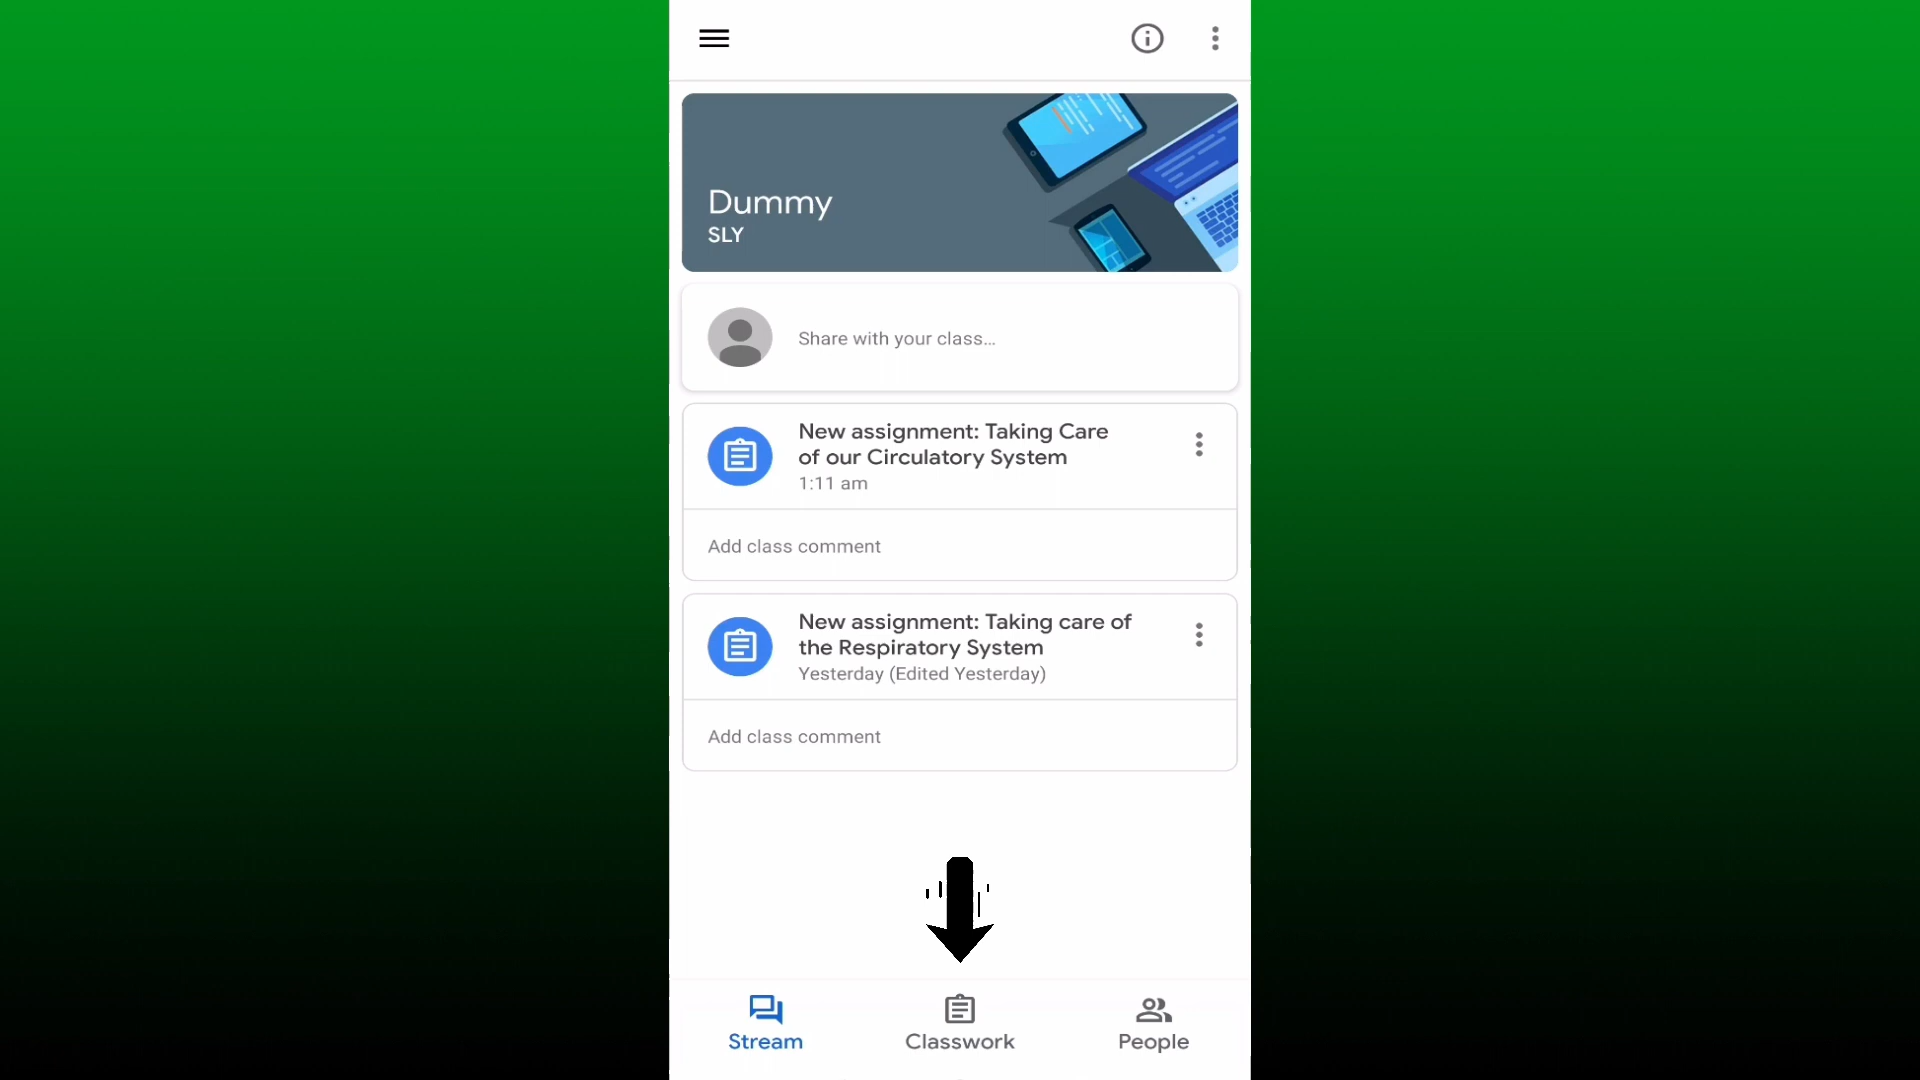 Dummy
SLY
Share with your class...
New assignment: Taking Care
of our Circulatory System
1:11 am
Add class comment
New assignment: Taking care of
the Respiratory System
Yesterday (Edited Yesterday)
Add class comment
Stream
Classwork
People